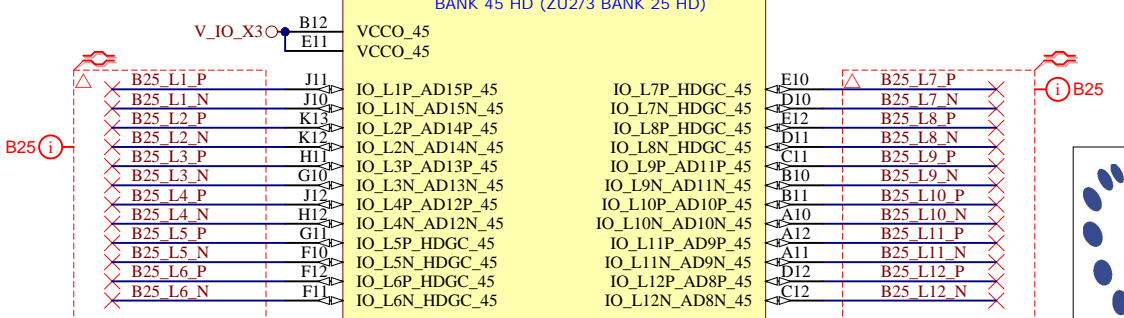 BANK 45 HD (ZU2/3 BANK 25 HD)
V_IO_X3 B12 VCCO_45
E11 VCCO_45
B25_L1_P J11 IO_L1P_AD15P_45 IO_L7P_HDGC_45 E10 B25_L7_P
B25_L1_N J10 IO_L1N_AD15N_45 IO_L7N_HDGC_45 D10 B25_L7_N
B25_L2_P K13 IO_L2P_AD14P_45 IO_L8P_HDGC_45 E12 B25_L8_P
B25_L2_N K12 IO_L2N_AD14N_45 IO_L8N_HDGC_45 D11 B25_L8_N
B25_L3_P H11 IO_L3P_AD13P_45 IO_L9P_AD11P_45 C11 B25_L9_P
B25_L3_N G10 IO_L3N_AD13N_45 IO_L9N_AD11N_45 B10 B25_L9_N
B25_L4_P J12 IO_L4P_AD12P_45 IO_L10P_AD10P_45 B11 B25_L10_P
B25_L4_N H12 IO_L4N_AD12N_45 IO_L10N_AD10N_45 A10 B25_L10_N
B25_L5_P G11 IO_L5P_HDGC_45 IO_L11P_AD9P_45 A12 B25_L11_P
B25_L5_N F10 IO_L5N_HDGC_45 IO_L11N_AD9N_45 A11 B25_L11_N
B25_L6_P F12 IO_L6P_HDGC_45 IO_L12P_AD8P_45 D12 B25_L12_P
B25_L6_N F11 IO_L6N_HDGC_45 IO_L12N_AD8N_45 C12 B25_L12_N
B25 i
i B25